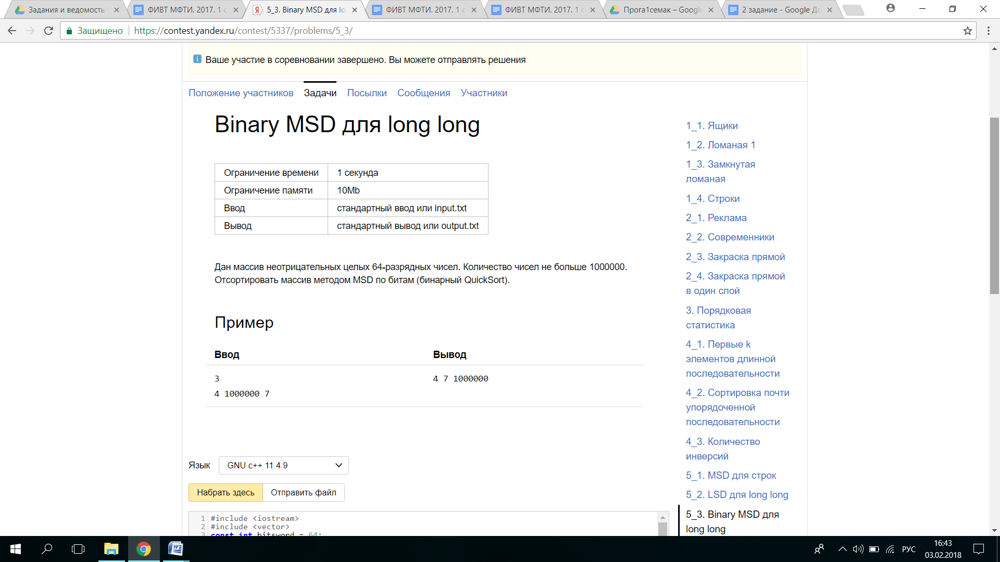 Задания и ведомость
ФИВТ МФТИ. 2017. 1 с
5_3. Binary MSD для lo
ФИВТ МФТИ. 2017. 1 с
ФИВТ МФТИ. 2017. 1 с
Прога1семак – Google
2 задание - Google До
Защищено
https://contest.yandex.ru/contest/5337/problems/5_3/
Ваше участие в соревновании завершено. Вы можете отправлять решения
Положение участников Задачи Посылки Сообщения Участники
Binary MSD для long long
Ограничение времени 1 секунда
Ограничение памяти 10Mb
Ввод стандартный ввод или input.txt
Вывод стандартный вывод или output.txt
Дан массив неотрицательных целых 64-разрядных чисел. Количество чисел не больше 1000000.
Отсортировать массив методом MSD по битам (бинарный QuickSort).
Пример
Ввод Вывод
3 4 7 1000000
4 1000000 7
Язык GNU c++ 11 4.9
Набрать здесь Отправить файл
1 #include <iostream>
2 #include <vector>
3 const int bitsword = 64;
1_1. Ящики
1_2. Ломаная 1
1_3. Замкнутая
ломаная
1_4. Строки
2_1. Реклама
2_2. Современники
2_3. Закраска прямой
2_4. Закраска прямой
в один слой
3. Порядковая
статистика
4_1. Первые k
элементов длинной
последовательности
4_2. Сортировка почти
упорядоченной
последовательности
4_3. Количество
инверсий
5_1. MSD для строк
5_2. LSD для long long
5_3. Binary MSD для
long long
РУС
16:43
03.02.2018